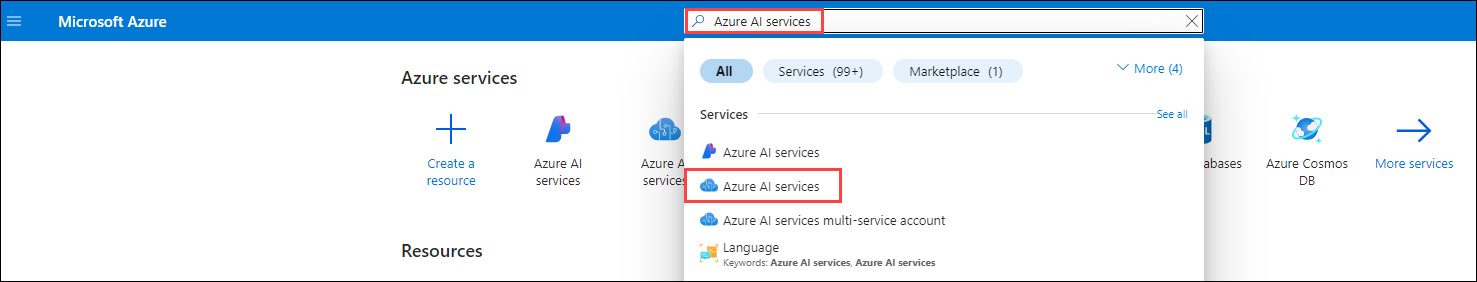 Microsoft Azure
Azure AI services
All
Services (99+)
Marketplace (1)
More (4)
Services
See all
Azure AI services
Azure AI services
Azure AI services multi-service account
Language
Keywords: Azure AI services, Azure AI services
Azure services
Create a
resource
Azure AI
services
Azure A
services
L
abases
Azure Cosmos
DB
More services
Resources